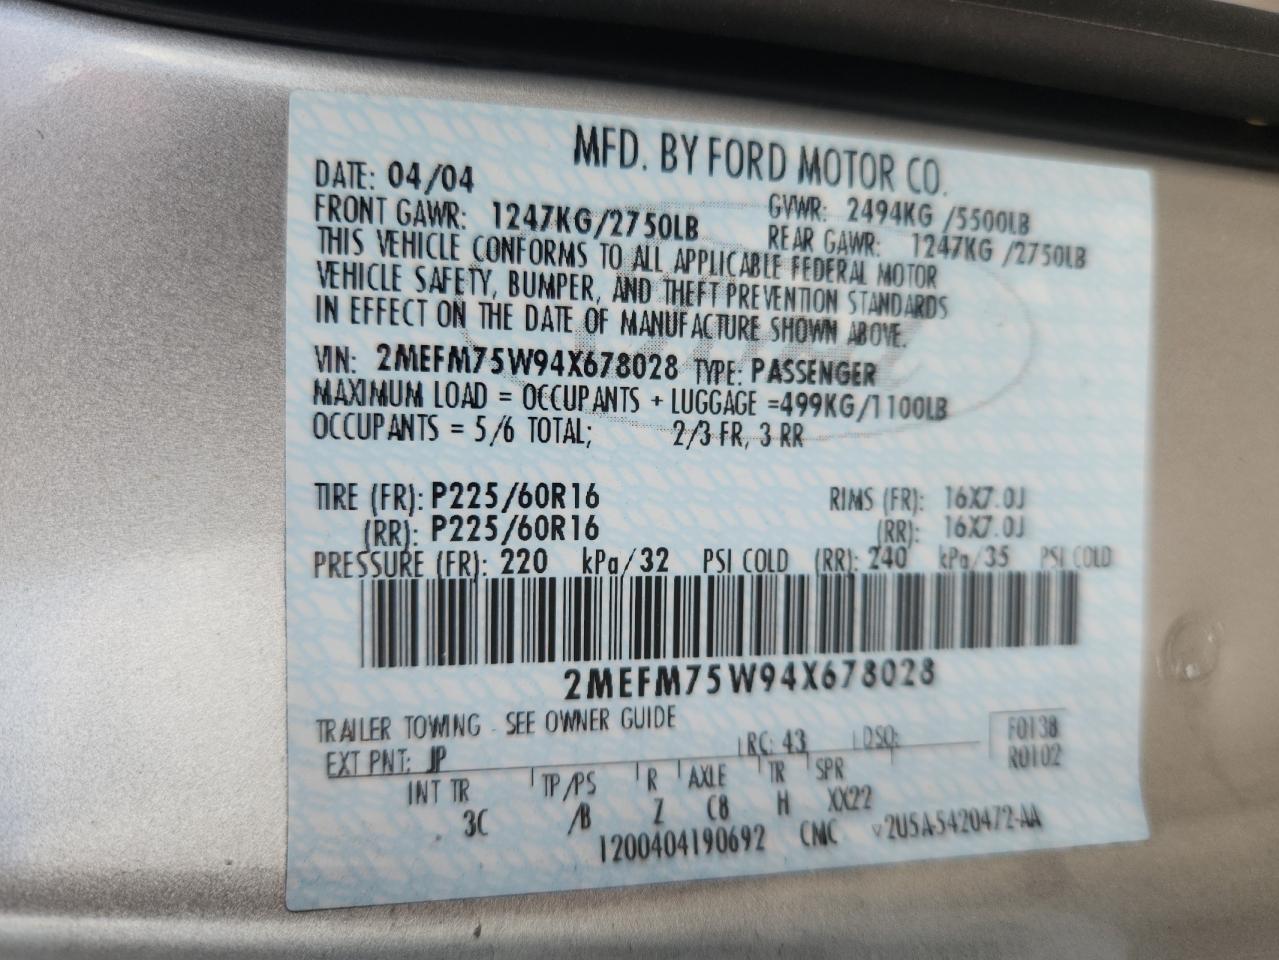 MFD. BY FORD MOTOR CO.
DATE: 04/04 GVWR: 2494KG /5500LB
FRONT GAWR: 1247KG/2750LB REAR GAWR: 1247KG /2750LB
THIS VEHICLE CONFORMS TO ALL APPLICABLE FEDERAL MOTOR
VEHICLE SAFETY, BUMPER, AND THEFT PREVENTION STANDARDS
IN EFFECT ON THE DATE OF MANUFACTURE SHOWN ABOVE.
VIN: 2MEFM75W94X678028 TYPE: PASSENGER
MAXIMUM LOAD = OCCUPANTS + LUGGAGE =499KG/1100LB
OCCUPANTS = 5/6 TOTAL; 2/3 FR, 3 RR
TIRE (FR): P225/60R16 RIMS (FR): 16X7.0J
(RR): P225/60R16 (RR): 16X7.0J
PRESSURE (FR): 220 kPa/32 PSI COLD (RR): 240 kPa/35 PSI COLD
2MEFM75W94X678028
TRAILER TOWING - SEE OWNER GUIDE
EXT PNT: JP RC: 43 DSO: F0138
R0102
INT TR TP/PS R AXLE TR SPR
3C /B Z C8 H XX22
1200404190692 CMC v2U5A-5420472-AA